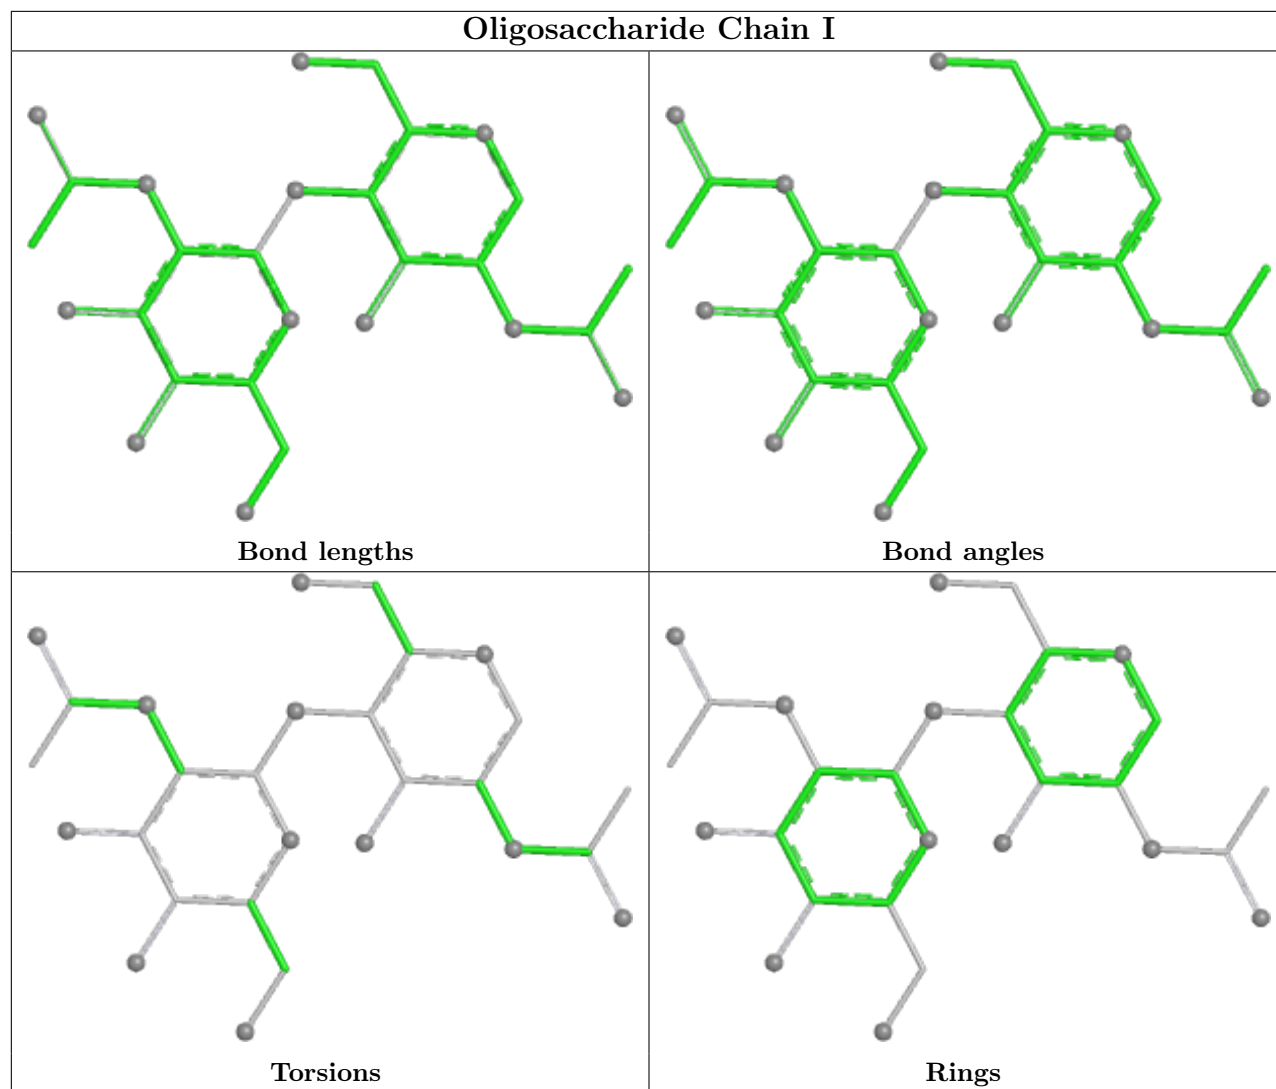 Oligosaccharide Chain I
Bond lengths
Bond angles
Torsions
Rings